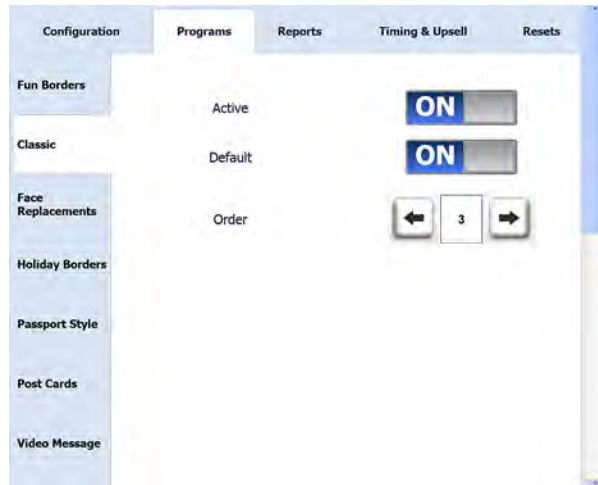 Configuration Programs Reports Timing & Upsell Resets
Fun Borders
Active ON
Classic
Default ON
Face
Replacements
Order 3
Holiday Borders
Passport Style
Post Cards
Video Message